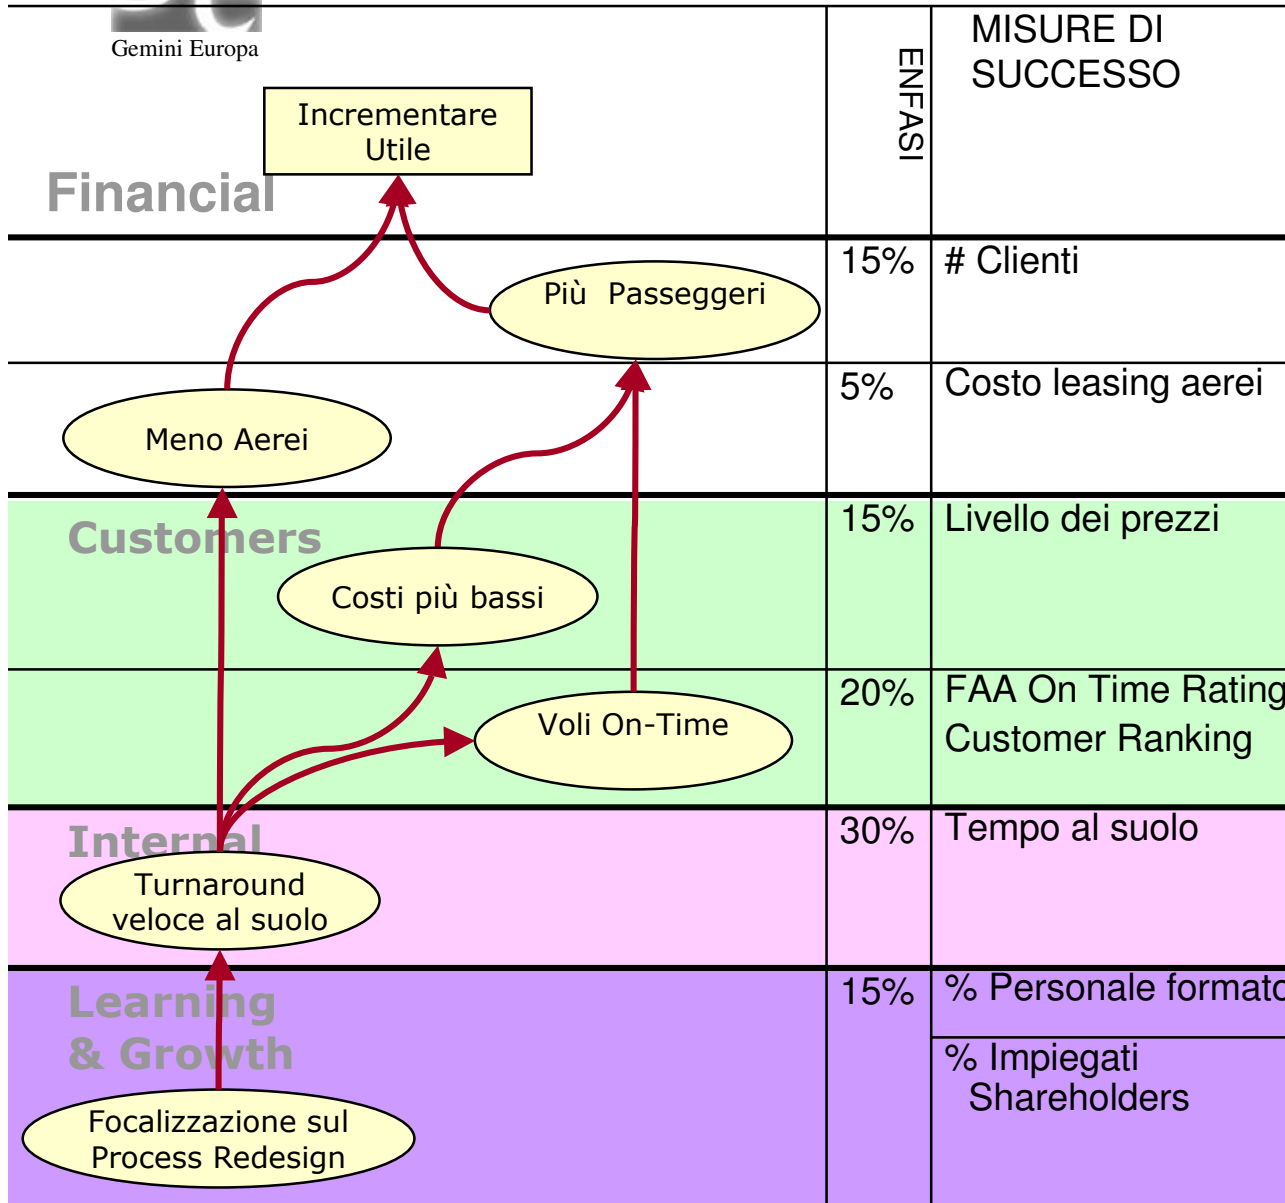 Gemini Europa
ENFASI
MISURE DI
SUCCESSO
Incrementare
Utile
Financial
Più Passeggeri
15%
# Clienti
Meno Aerei
5%
Costo leasing aerei
Customers
Costi più bassi
15%
Livello dei prezzi
Voli On-Time
20%
FAA On Time Rating
Customer Ranking
Internal
Turnaround
veloce al suolo
30%
Tempo al suolo
Learning
& Growth
Focalizzazione sul
Process Redesign
15%
% Personale formato
% Impiegati
Shareholders